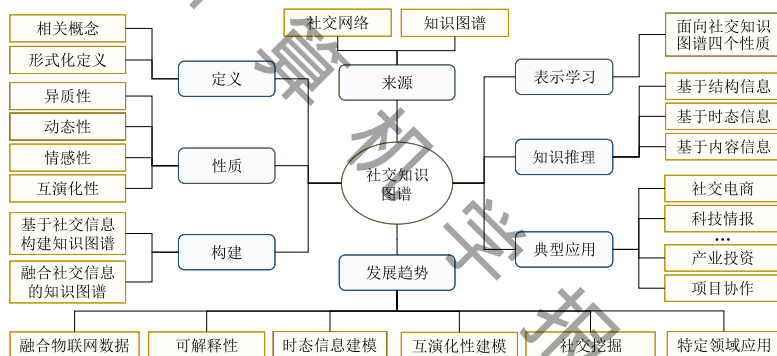 社交网络
知识图谱
来源
相关概念
形式化定义
定义
异质性
动态性
情感性
互演化性
性质
基于社交信息
构建知识图谱
融合社交信息
的知识图谱
构建
社交知识
图谱
表示学习
面向社交知识
图谱四个性质
知识推理
基于结构信息
基于时态信息
基于内容信息
典型应用
社交电商
科技情报
...
产业投资
项目协作
发展趋势
融合物联网数据
可解释性
时态信息建模
互演化性建模
社交挖掘
特定领域应用
算机学报